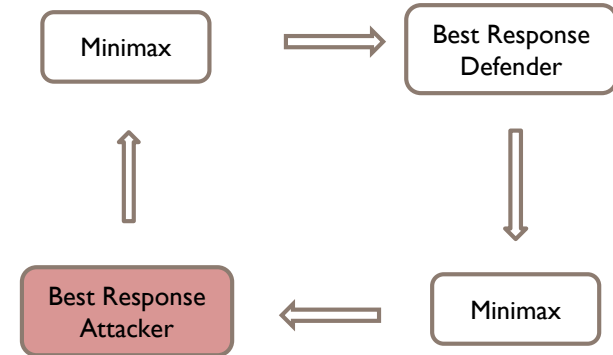 Minimax
Best Response
Defender
Best Response
Attacker
Minimax